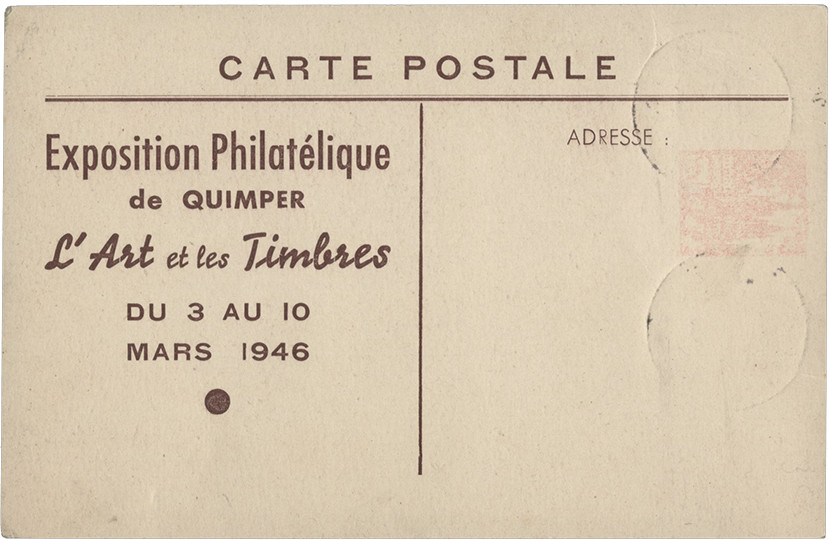 CARTE POSTALE
Exposition Philatélique
de QUIMPER
L'Art et les Timbres
DU 3 AU 10
MARS 1946
ADRESSE :